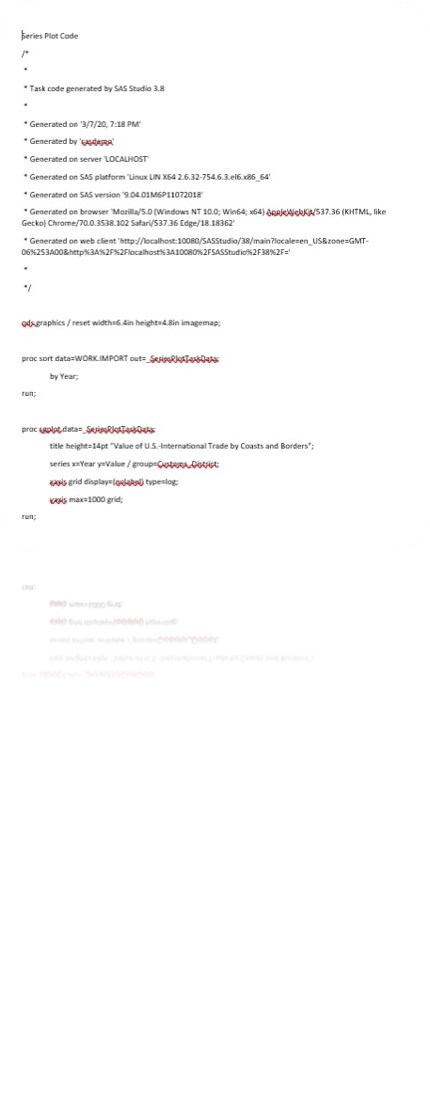 Series Plot Code
/*
*
* Task code generated by SAS Studio 3.8
*
* Generated on '3/7/20, 7:18 PM'
* Generated by 'sasdemo'
* Generated on server 'LOCALHOST'
* Generated on SAS platform 'Linux LIN X64 2.6.32-754.6.3.el6.x86_64'
* Generated on SAS version '9.04.01M6P11072018'
* Generated on browser 'Mozilla/5.0 (Windows NT 10.0; Win64; x64) AppleWebKit/537.36 (KHTML, like
Gecko) Chrome/70.0.3538.102 Safari/537.36 Edge/18.18362'
* Generated on web client 'http://localhost:10080/SASStudio/38/main?locale=en_US&zone=GMT-
06%253A00&http%3A%2F%2Flocalhost%3A10080%2FSASStudio%2F38%2F='
*
*/
ods graphics / reset width=6.4in height=4.8in imagemap;
proc sort data=WORK.IMPORT out=_SeriesPlotTaskData;
by Year;
run;
proc sgplot data=_SeriesPlotTaskData;
title height=14pt "Value of U.S.-International Trade by Coasts and Borders";
series x=Year y=Value / group=Customs_District;
xaxis grid display=(nolabel) type=log;
yaxis max=1000 grid;
run;